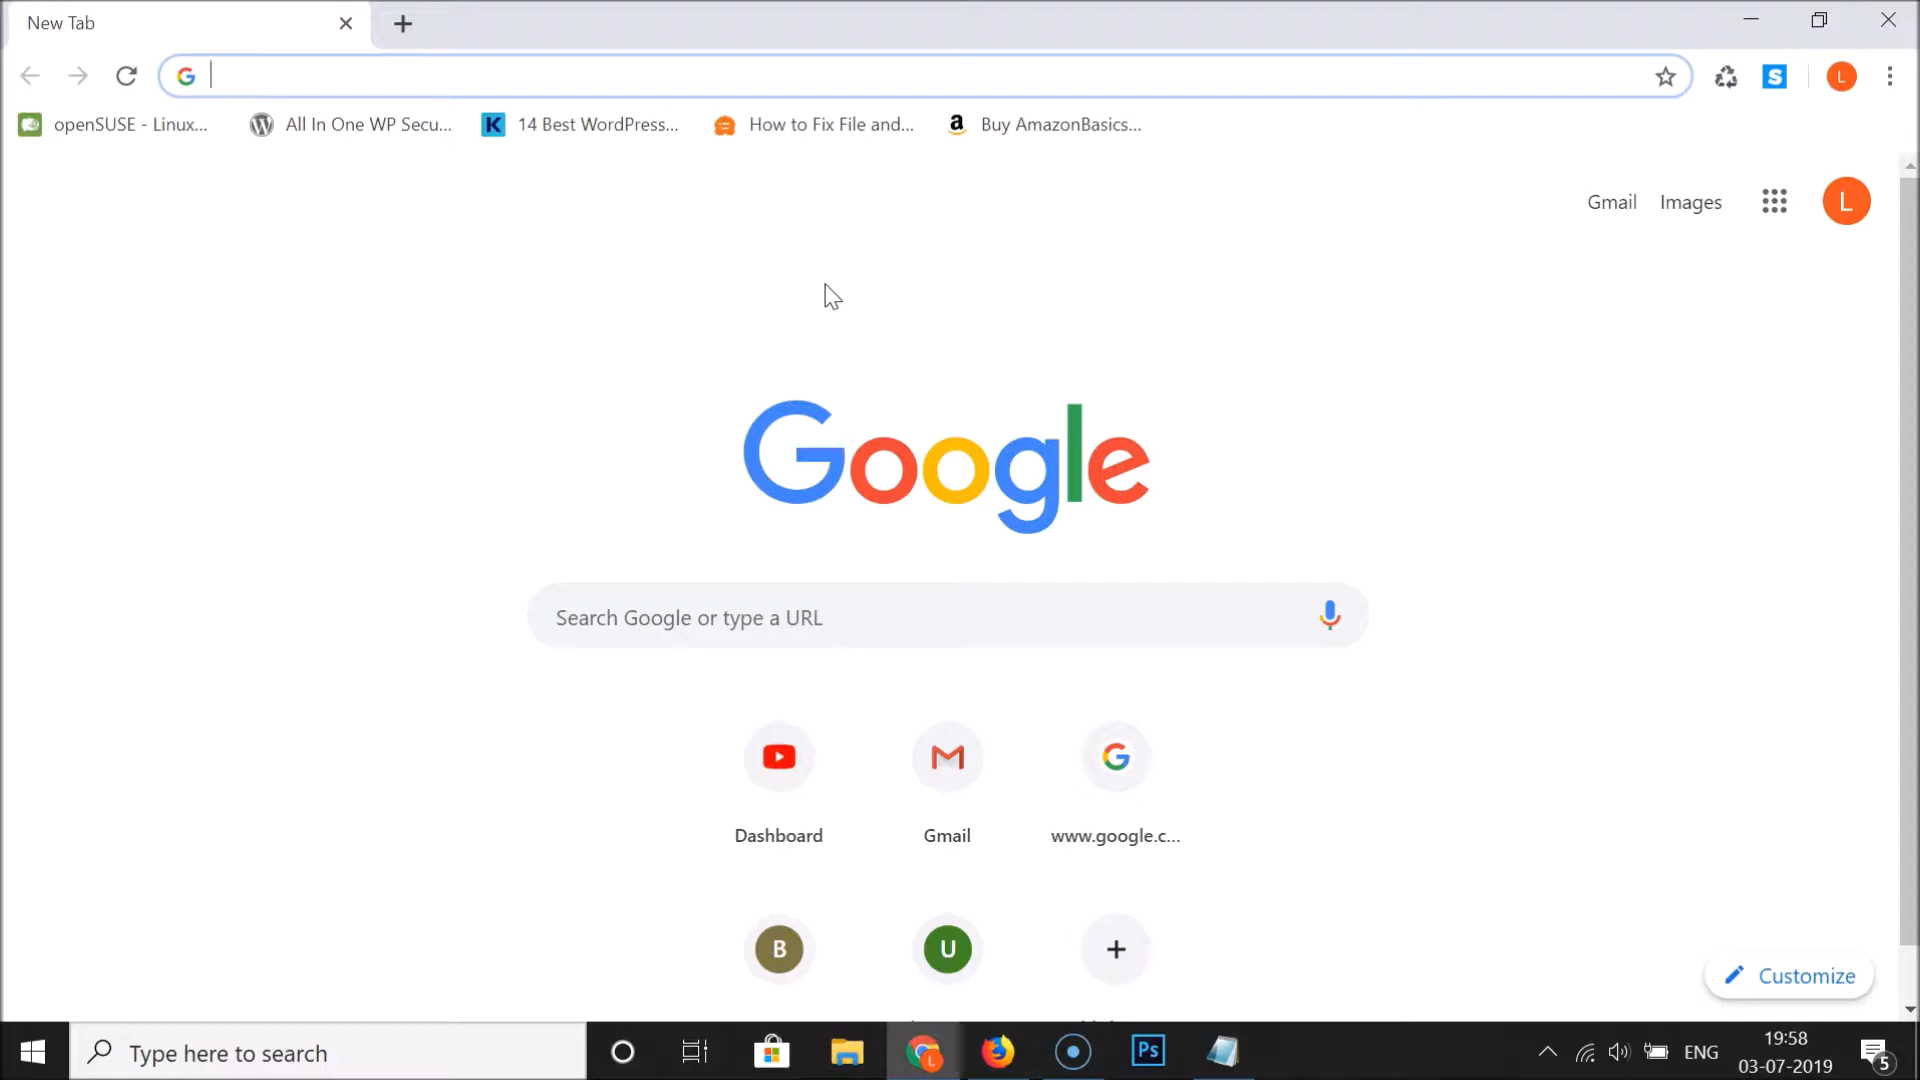 New Tab
openSUSE - Linux...
All In One WP Secu...
K
14 Best WordPress...
How to Fix File and...
a
Buy AmazonBasics...
S
L
Gmail
Images
L
Google
Search Google or type a URL
Dashboard
Gmail
www.google.c...
B
U
Customize
Type here to search
L
Ps
ENG
19:58
03-07-2019
5